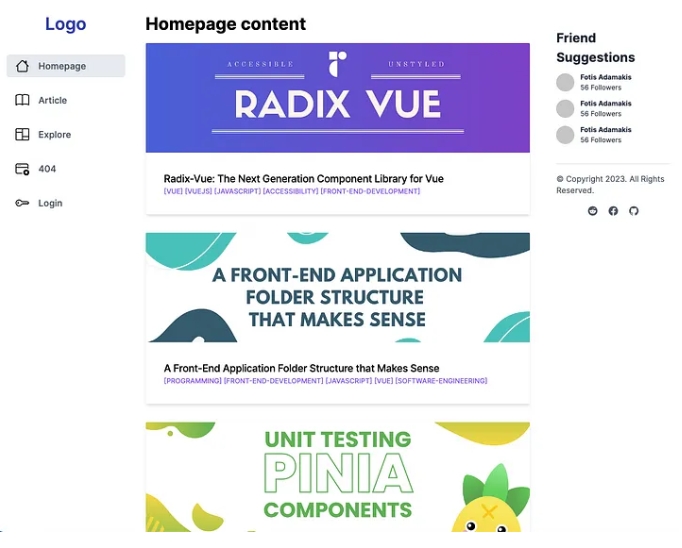 Logo
Homepage
Article
Explore
404
Login
Homepage content
ACCESSIBLE
UNSTYLED
RADIX VUE
Radix-Vue: The Next Generation Component Library for Vue
[VUE] [VUEJS] [JAVASCRIPT] [ACCESSIBILITY] [FRONT-END-DEVELOPMENT]
A FRONT-END APPLICATION
FOLDER STRUCTURE
THAT MAKES SENSE
A Front-End Application Folder Structure that Makes Sense
[PROGRAMMING] [FRONT-END-DEVELOPMENT] [JAVASCRIPT] [VUE] [SOFTWARE-ENGINEERING]
UNIT TESTING
PINIA
COMPONENTS
Friend
Suggestions
Fotis Adamakis
56 Followers
Fotis Adamakis
56 Followers
Fotis Adamakis
56 Followers
© Copyright 2023. All Rights
Reserved.